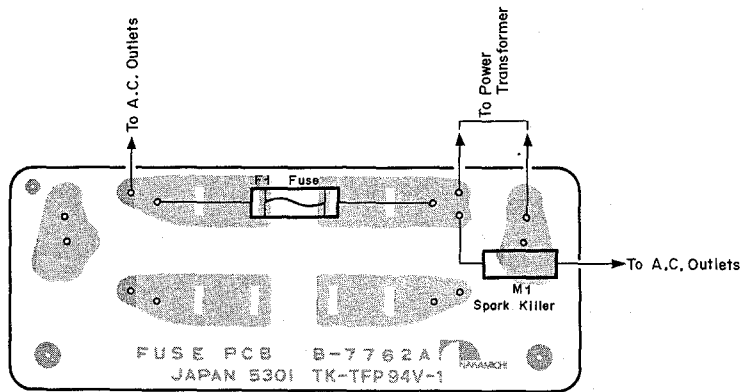 To A.C. Outlets
To Power
Transformer
F1 Fuse
To A.C. Outlets
M1
Spark Killer
FUSE PCB B-7762A
NAKAMICHI
JAPAN 5301 TK-TFP94V-1